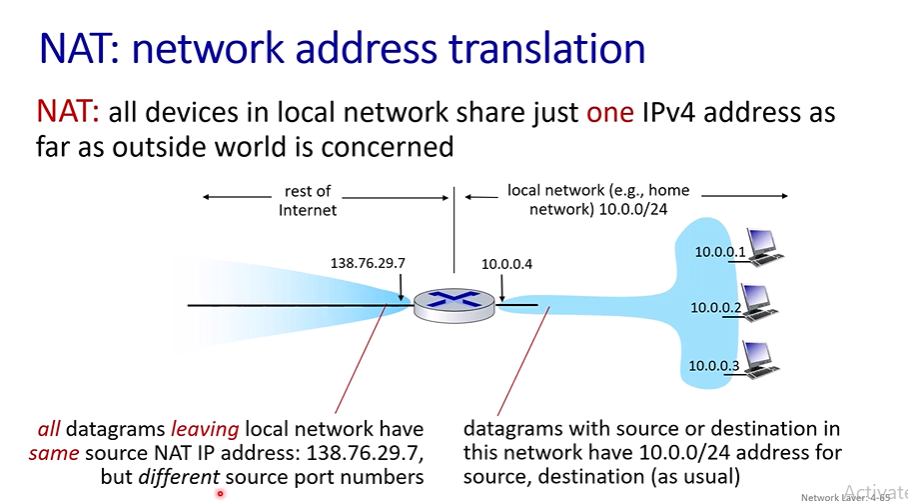 NAT: network address translation
NAT: all devices in local network share just one IPv4 address as
far as outside world is concerned
rest of
Internet
local network (e.g., home
network) 10.0.0/24
138.76.29.7
10.0.0.4
10.0.0.1
10.0.0.2
10.0.0.3
all datagrams leaving local network have
same source NAT IP address: 138.76.29.7,
but different source port numbers
datagrams with source or destination in
this network have 10.0.0/24 address for
source, destination (as usual)
Activate
Network Layer: 4-65